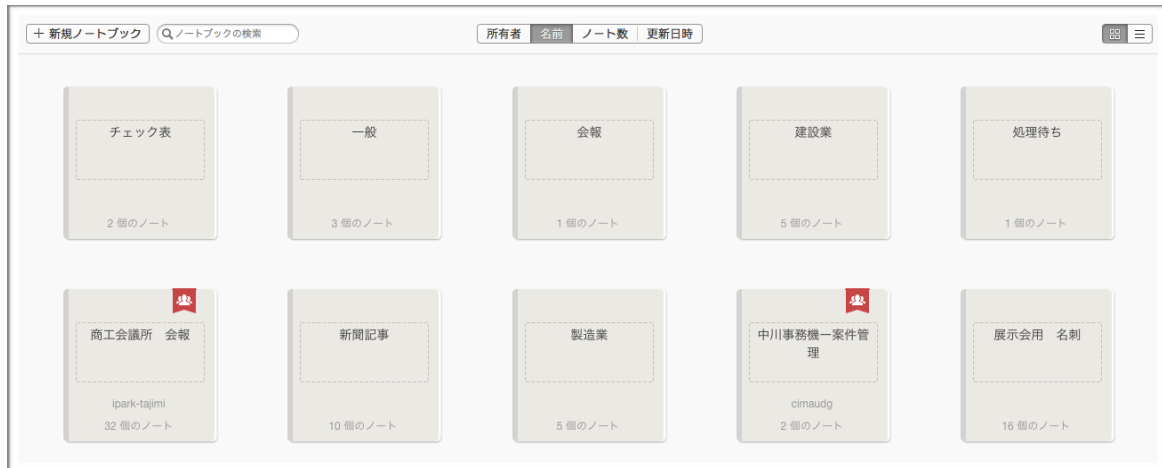 ＋ 新規ノートブック
ノートブックの検索
所有者 名前 ノート数 更新日時
チェック表
2 個のノート
一般
3 個のノート
会報
1 個のノート
建設業
5 個のノート
処理待ち
1 個のノート
商工会議所　会報
ipark-tajimi
32 個のノート
新聞記事
10 個のノート
製造業
5 個のノート
中川事務機ー案件管
理
cimaudg
2 個のノート
展示会用　名刺
16 個のノート